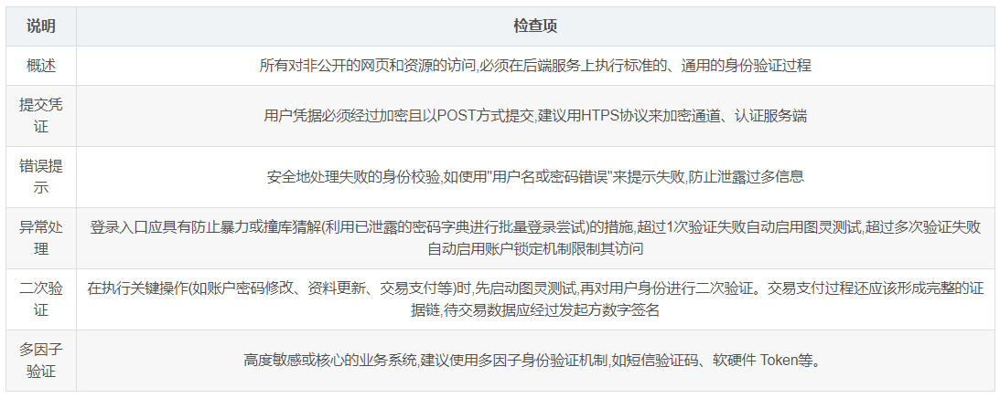 说明 检查项
概述 所有对非公开的网页和资源的访问,必须在后端服务上执行标准的、通用的身份验证过程
提交凭
证
用户凭据必须经过加密且以POST方式提交,建议用HTPS协议来加密通道、认证服务端
错误提
示
安全地处理失败的身份校验,如使用"用户名或密码错误"来提示失败,防止泄露过多信息
异常处
理
登录入口应具有防止暴力或撞库猜解(利用已泄露的密码字典进行批量登录尝试)的措施,超过1次验证失败自动启用图灵测试,超过多次验证失败
自动启用账户锁定机制限制其访问
二次验
证
在执行关键操作(如账户密码修改、资料更新、交易支付等)时,先启动图灵测试,再对用户身份进行二次验证。交易支付过程还应该形成完整的证
据链,待交易数据应经过发起方数字签名
多因子
验证
高度敏感或核心的业务系统,建议使用多因子身份验证机制,如短信验证码、软硬件 Token等。